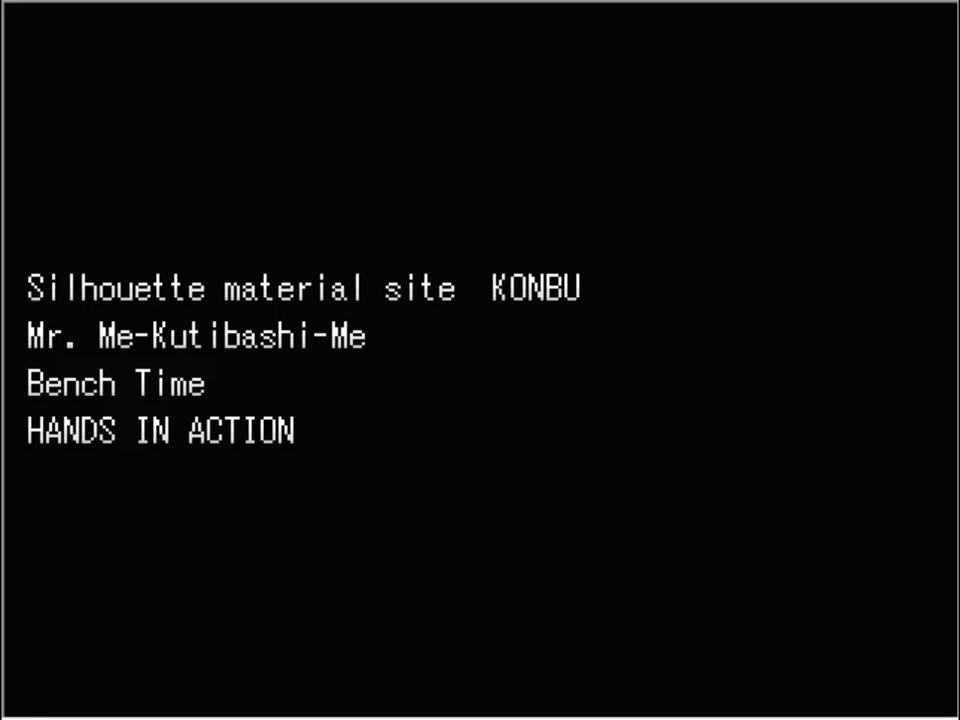 Silhouette material site  KONBU
Mr. Me-Kutibashi-Me
Bench Time
HANDS IN ACTION